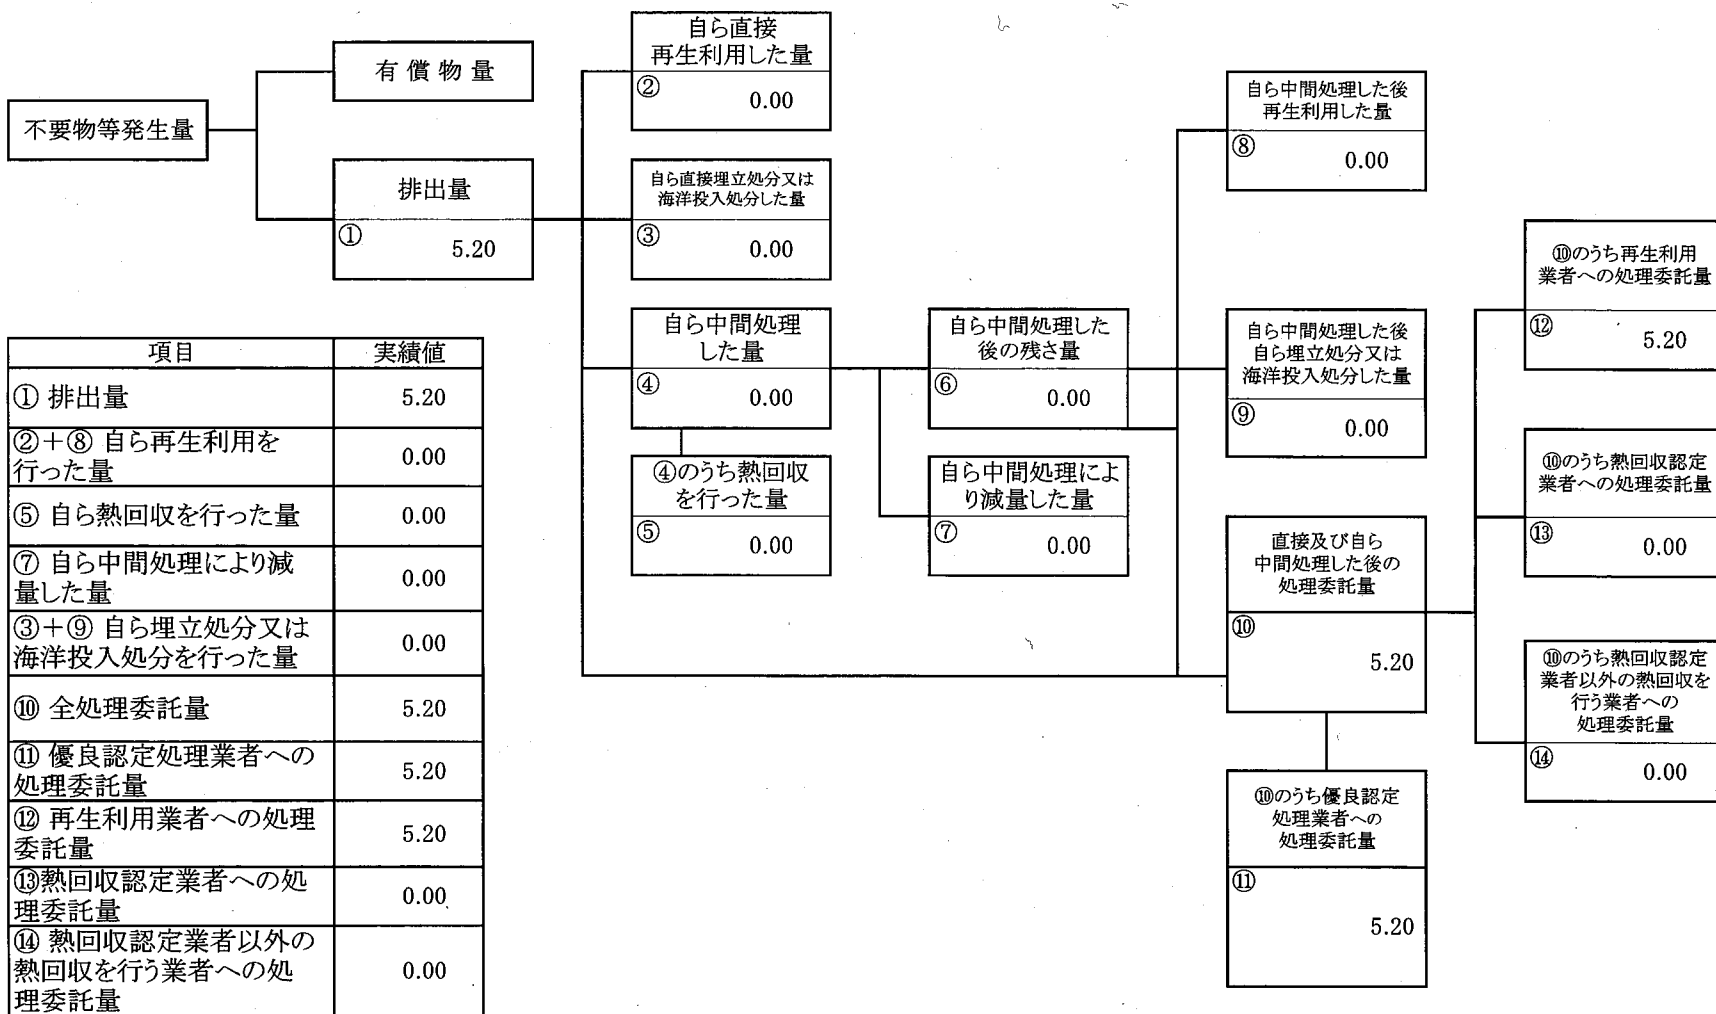 不要物等発生量
有償物量
排出量
①
5.20
自ら直接
再生利用した量
②
0.00
自ら直接埋立処分又は
海洋投入処分した量
③
0.00
自ら中間処理
した量
④
0.00
④のうち熱回収
を行った量
⑤
0.00
自ら中間処理した
後の残さ量
⑥
0.00
自ら中間処理によ
り減量した量
⑦
0.00
自ら中間処理した後
再生利用した量
⑧
0.00
自ら中間処理した後
自ら埋立処分又は
海洋投入処分した量
⑨
0.00
直接及び自ら
中間処理した後の
処理委託量
⑩
5.20
⑩のうち優良認定
処理業者への
処理委託量
⑪
5.20
⑩のうち再生利用
業者への処理委託量
⑫
5.20
⑩のうち熱回収認定
業者への処理委託量
⑬
0.00
⑩のうち熱回収認定
業者以外の熱回収を
行う業者への
処理委託量
⑭
0.00
項目 実績値
① 排出量 5.20
②+⑧ 自ら再生利用を
行った量 0.00
⑤ 自ら熱回収を行った量 0.00
⑦ 自ら中間処理により減
量した量 0.00
③+⑨ 自ら埋立処分又は
海洋投入処分を行った量 0.00
⑩ 全処理委託量 5.20
⑪ 優良認定処理業者への
処理委託量 5.20
⑫ 再生利用業者への処理
委託量 5.20
⑬熱回収認定業者への処
理委託量 0.00
⑭ 熱回収認定業者以外の
熱回収を行う業者への処
理委託量 0.00